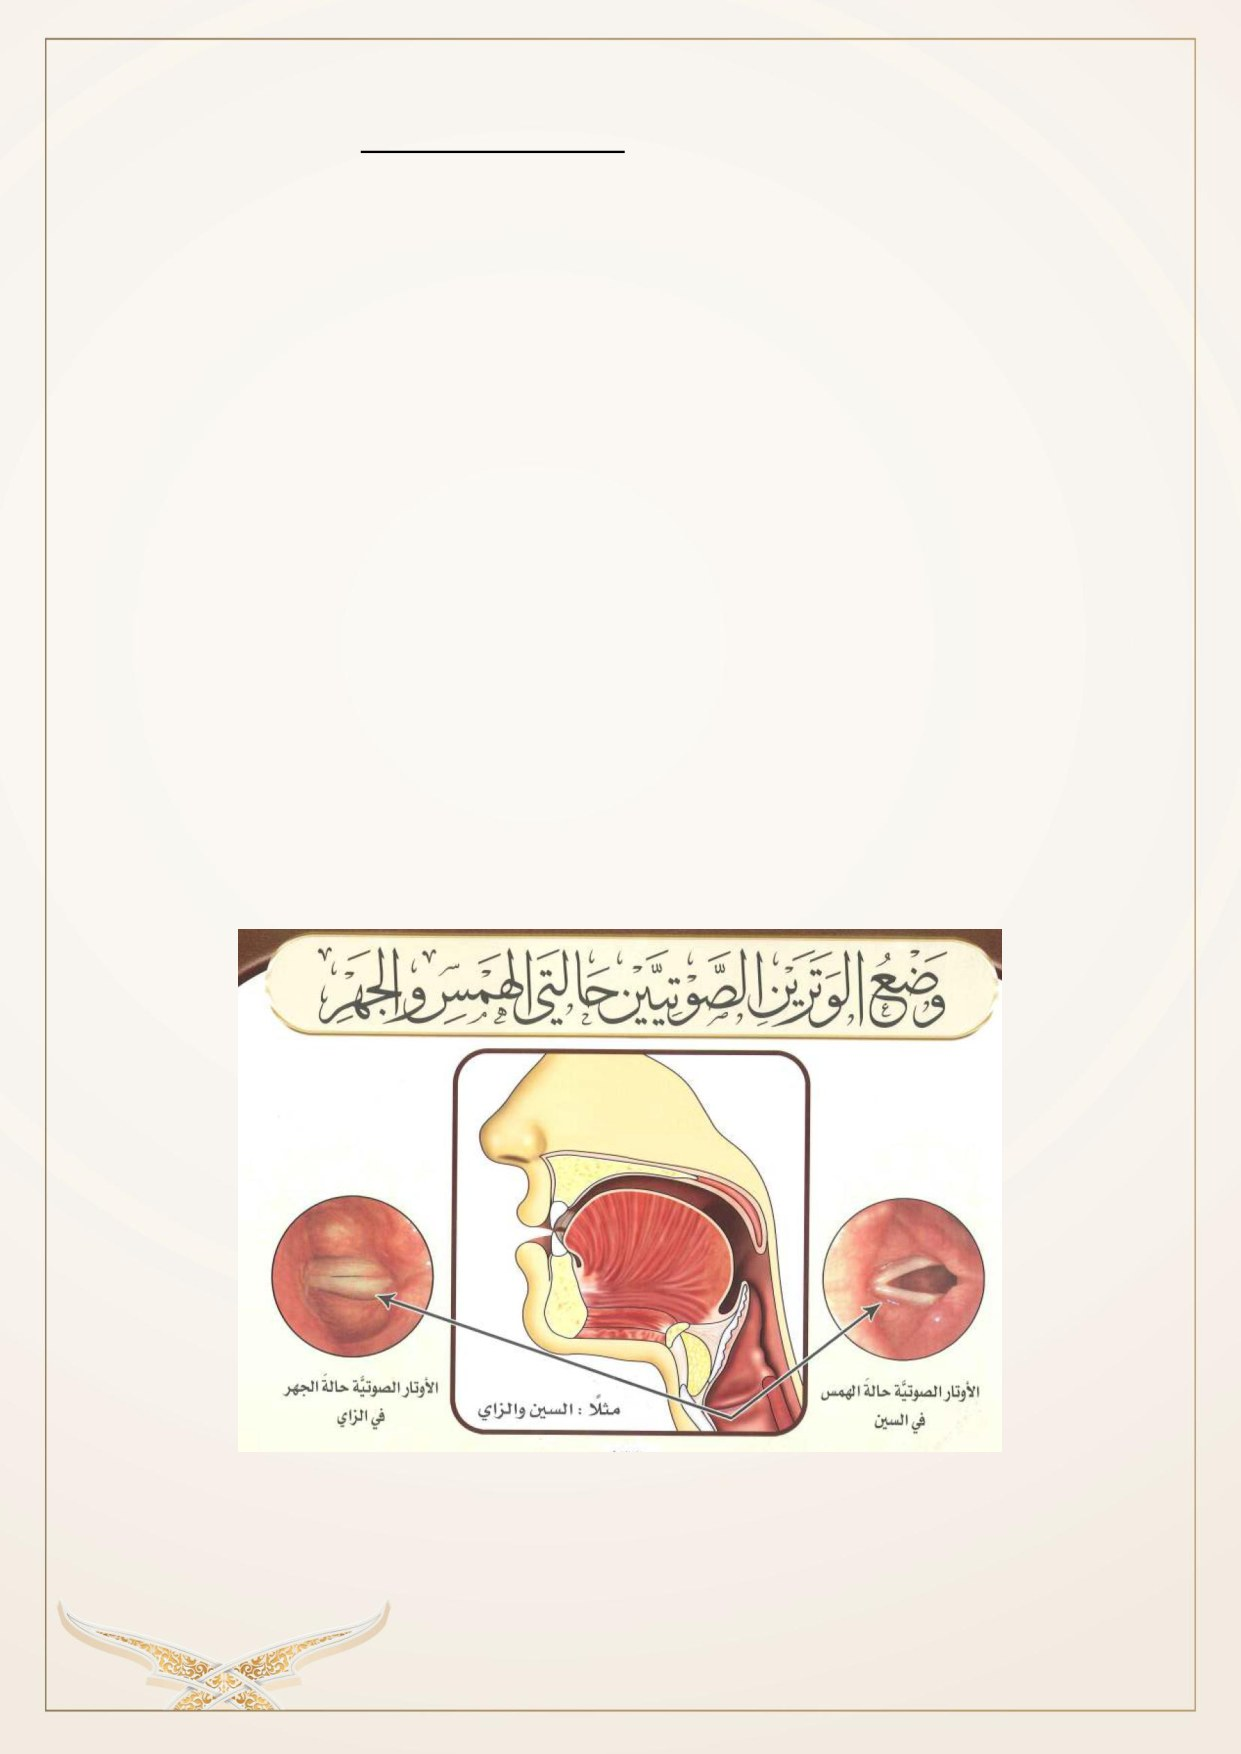 وَضْعُ الوَتَرَيْنِ الصَّوْتِيَّيْنِ حَالَتَيِ الهَمْسِ وَالجَهْرِ
الأوتار الصوتيَّة حالةَ الهمس
في السين
مثلًا : السين والزاي
الأوتار الصوتيَّة حالةَ الجهر
في الزاي